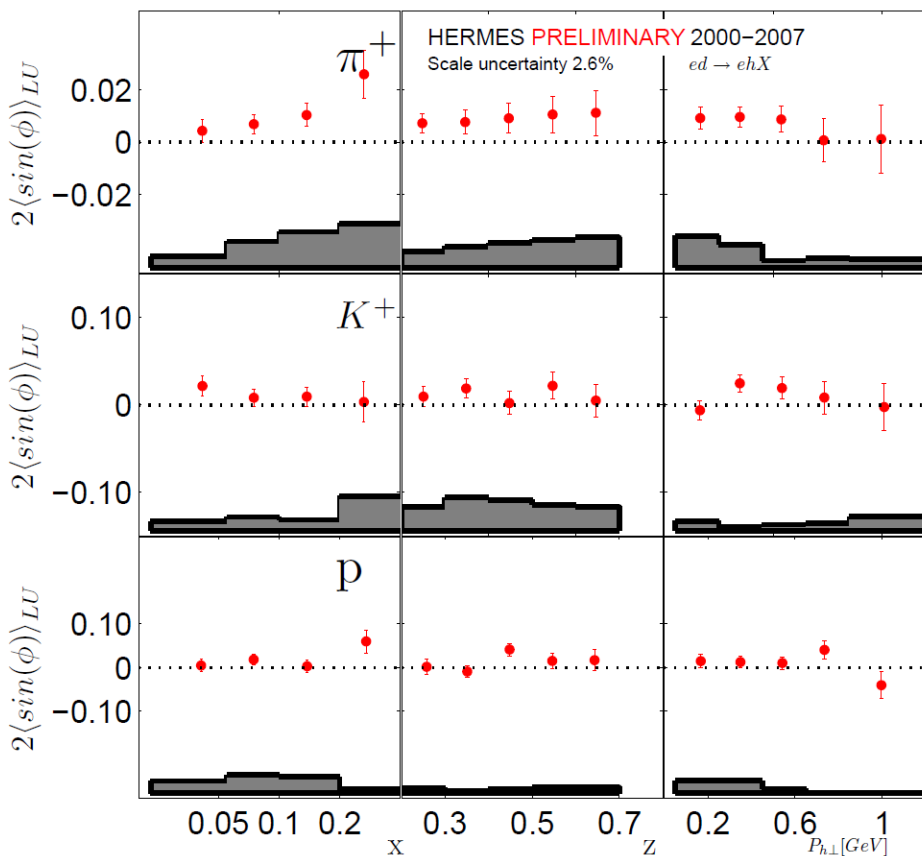 π+
HERMES PRELIMINARY 2000−2007
Scale uncertainty 2.6%
ed → ehX
2⟨sin(ϕ)⟩LU
0.02
0
−0.02
K+
2⟨sin(ϕ)⟩LU
0.10
0
−0.10
p
2⟨sin(ϕ)⟩LU
0.10
0
−0.10
0.05 0.1 0.2
0.3 0.5 0.7
0.2 0.6 1
x
z
Ph⊥[GeV]